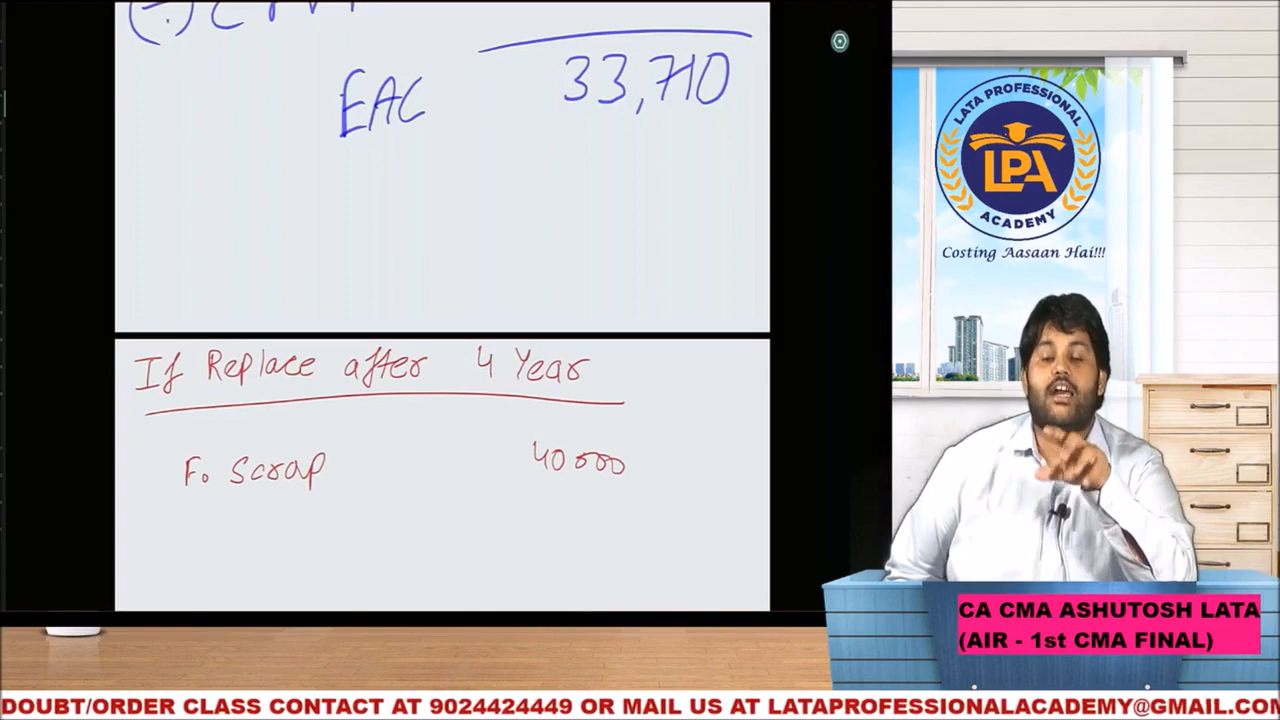 EAC 33,710
If Replace after 4 Year
F. Scrap 40000
LATA PROFESSIONAL
LPA
ACADEMY
Costing Aasaan Hai!!!
CA CMA ASHUTOSH LATA
(AIR - 1st CMA FINAL)
DOUBT/ORDER CLASS CONTACT AT 9024424449 OR MAIL US AT LATAPROFESSIONALACADEMY@GMAIL.CO